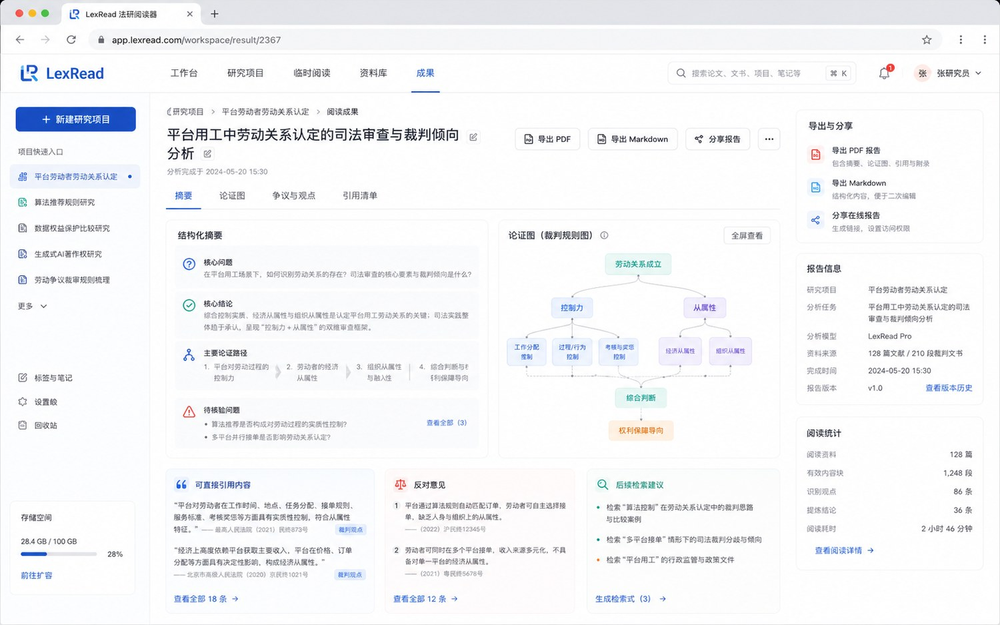 LexRead 法研阅读器
app.lexread.com/workspace/result/2367
LexRead
工作台
研究项目
临时阅读
资料库
成果
搜索论文、文书、项目、笔记等
⌘ K
1
张
张研究员
+ 新建研究项目
项目快速入口
平台劳动者劳动关系认定
算法推荐规则研究
数据权益保护比较研究
生成式AI著作权研究
劳动争议裁审规则梳理
更多
标签与笔记
设置
回收站
存储空间
28.4 GB / 100 GB
28%
前往扩容
研究项目 > 平台劳动者劳动关系认定 > 阅读成果
平台用工中劳动关系认定的司法审查与裁判倾向
分析
分析完成于 2024-05-20 15:30
导出 PDF
导出 Markdown
分享报告
摘要
论证图
争议与观点
引用清单
结构化摘要
核心问题
在平台用工场景下，如何识别劳动关系的存在？司法审查的核心要素与裁判倾向是什么？
核心结论
综合控制实质、经济从属性与组织从属性是认定平台用工劳动关系的关键；司法实践整
体趋于承认，呈现“控制力 + 从属性”的双维审查框架。
主要论证路径
1. 平台对劳动过程的
控制力
2. 劳动者的经济
从属性
3. 组织从属性
与融入性
4. 综合判断与
利保障导向
待核验问题
• 算法推荐是否构成对劳动过程的实质性控制？
• 多平台并行接单是否影响劳动关系认定？
查看全部（3）
论证图（裁判规则图）
全屏查看
劳动关系成立
控制力
从属性
工作分配
控制
过程/行为
控制
考核与奖惩
控制
经济从属性
组织从属性
综合判断
权利保障导向
可直接引用内容
“平台对劳动者在工作时间、地点、任务分配、接单规则、
服务标准、考核奖惩等方面具有实质性控制，符合从属性
特征。” —— 最高人民法院（2021）民终873号
裁判观点
“经济上高度依赖平台获取主要收入，平台在价格、订单
分配等方面具有决定性影响，构成经济从属性。”
—— 北京市高级人民法院（2020）京民终1021号
裁判观点
查看全部 18 条 →
反对意见
1 平台通过算法规则自动匹配订单，劳动者可自主选择接
单，缺乏人身与组织上的从属性。
—— （2022）沪民终12345号
2 劳动者可同时在多个平台接单，收入来源多元化，不具
备对单一平台的经济从属性。
—— （2021）粤民终5678号
查看全部 12 条 →
后续检索建议
• 检索“算法控制”在劳动关系认定中的裁判思路
与比较案例
• 检索“多平台接单”情形下的司法裁判分歧与倾向
• 检索“平台用工”的行政监管与政策文件
生成检索式（3） →
导出与分享
导出 PDF 报告
包含摘要、论证图、引用与附录
导出 Markdown
结构化内容，便于二次编辑
分享在线报告
生成链接，设置访问权限
报告信息
研究项目 平台劳动者劳动关系认定
分析任务 平台用工中劳动关系认定的司法
审查与裁判倾向分析
分析模型 LexRead Pro
资料来源 128 篇文献 / 210 段裁判文书
完成时间 2024-05-20 15:30
报告版本 v1.0 查看版本历史
阅读统计
阅读资料 128 篇
有效内容块 1,248 段
识别观点 86 条
提炼结论 36 条
阅读耗时 2 小时 46 分钟
查看阅读详情 →